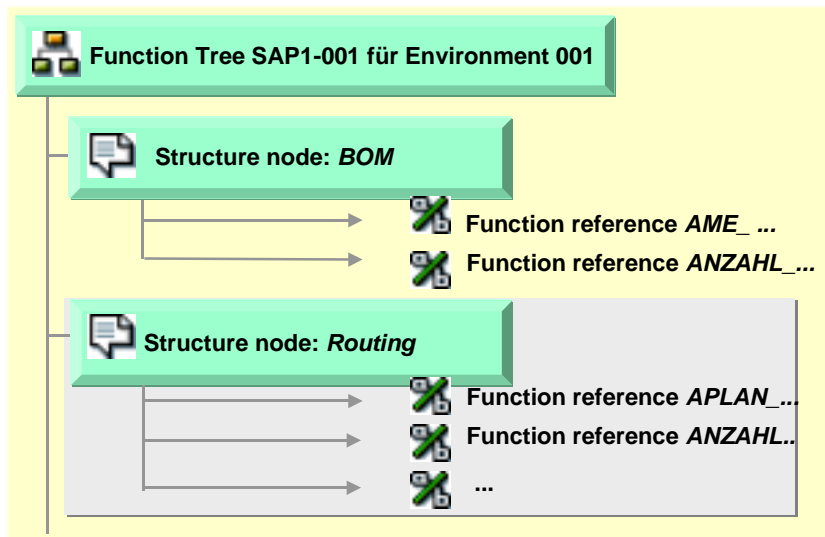 Function Tree SAP1-001 für Environment 001
Structure node: BOM
Function reference AME_ ...
Function reference ANZAHL_...
Structure node: Routing
Function reference APLAN_...
Function reference ANZAHL..
...